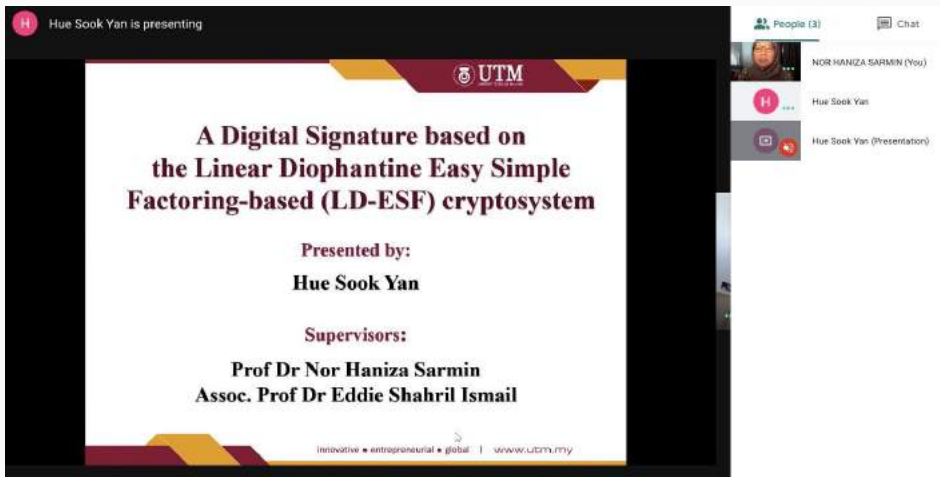 H Hue Sook Yan is presenting
People (3) Chat
NOR HANIZA SARMIN (You)
H Hue Sook Yan
Hue Sook Yan (Presentation)
UTM
A Digital Signature based on
the Linear Diophantine Easy Simple
Factoring-based (LD-ESF) cryptosystem
Presented by:
Hue Sook Yan
Supervisors:
Prof Dr Nor Haniza Sarmin
Assoc. Prof Dr Eddie Shahril Ismail
innovative ● entrepreneurial ● global | www.utm.my